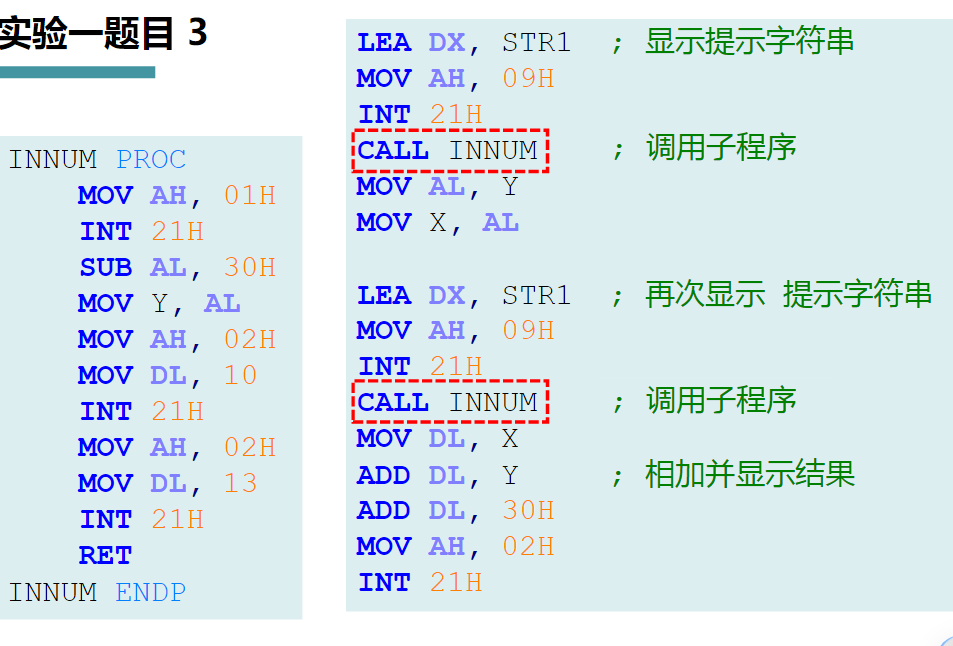 实验一题目 3
INNUM PROC
MOV AH, 01H
INT 21H
SUB AL, 30H
MOV Y, AL
MOV AH, 02H
MOV DL, 10
INT 21H
MOV AH, 02H
MOV DL, 13
INT 21H
RET
INNUM ENDP
LEA DX, STR1 ; 显示提示字符串
MOV AH, 09H
INT 21H
CALL INNUM ; 调用子程序
MOV AL, Y
MOV X, AL
LEA DX, STR1 ; 再次显示 提示字符串
MOV AH, 09H
INT 21H
CALL INNUM ; 调用子程序
MOV DL, X
ADD DL, Y ; 相加并显示结果
ADD DL, 30H
MOV AH, 02H
INT 21H